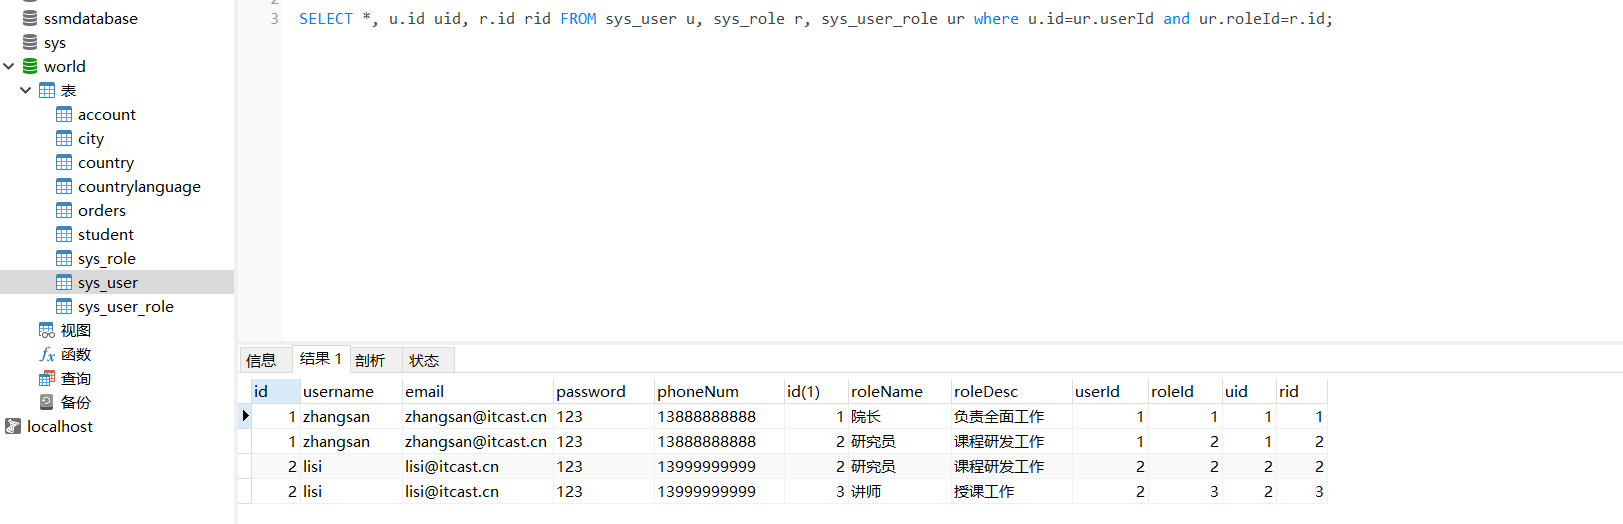 2
3 SELECT *, u.id uid, r.id rid FROM sys_user u, sys_role r, sys_user_role ur where u.id=ur.userId and ur.roleId=r.id;
ssmdatabase
sys
world
表
account
city
country
countrylanguage
orders
student
sys_role
sys_user
sys_user_role
视图
fx 函数
查询
备份
localhost
信息 结果 1 剖析 状态
id username email password phoneNum id(1) roleName roleDesc userId roleId uid rid
1 zhangsan zhangsan@itcast.cn 123 13888888888 1 院长 负责全面工作 1 1 1 1
1 zhangsan zhangsan@itcast.cn 123 13888888888 2 研究员 课程研发工作 1 2 1 2
2 lisi lisi@itcast.cn 123 13999999999 2 研究员 课程研发工作 2 2 2 2
2 lisi lisi@itcast.cn 123 13999999999 3 讲师 授课工作 2 3 2 3